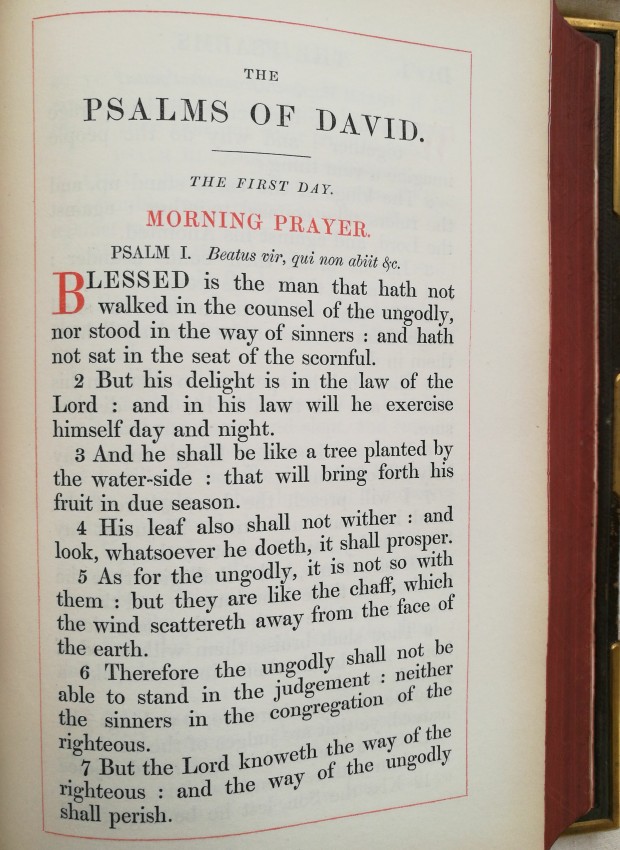 THE
PSALMS OF DAVID.
THE FIRST DAY.
MORNING PRAYER.
PSALM I. Beatus vir, qui non abiit &c.
BLESSED is the man that hath not
walked in the counsel of the ungodly,
nor stood in the way of sinners : and hath
not sat in the seat of the scornful.
2 But his delight is in the law of the
Lord : and in his law will he exercise
himself day and night.
3 And he shall be like a tree planted by
the water-side : that will bring forth his
fruit in due season.
4 His leaf also shall not wither : and
look, whatsoever he doeth, it shall prosper.
5 As for the ungodly, it is not so with
them : but they are like the chaff, which
the wind scattereth away from the face of
the earth.
6 Therefore the ungodly shall not be
able to stand in the judgement : neither
the sinners in the congregation of the
righteous.
7 But the Lord knoweth the way of the
righteous : and the way of the ungodly
shall perish.